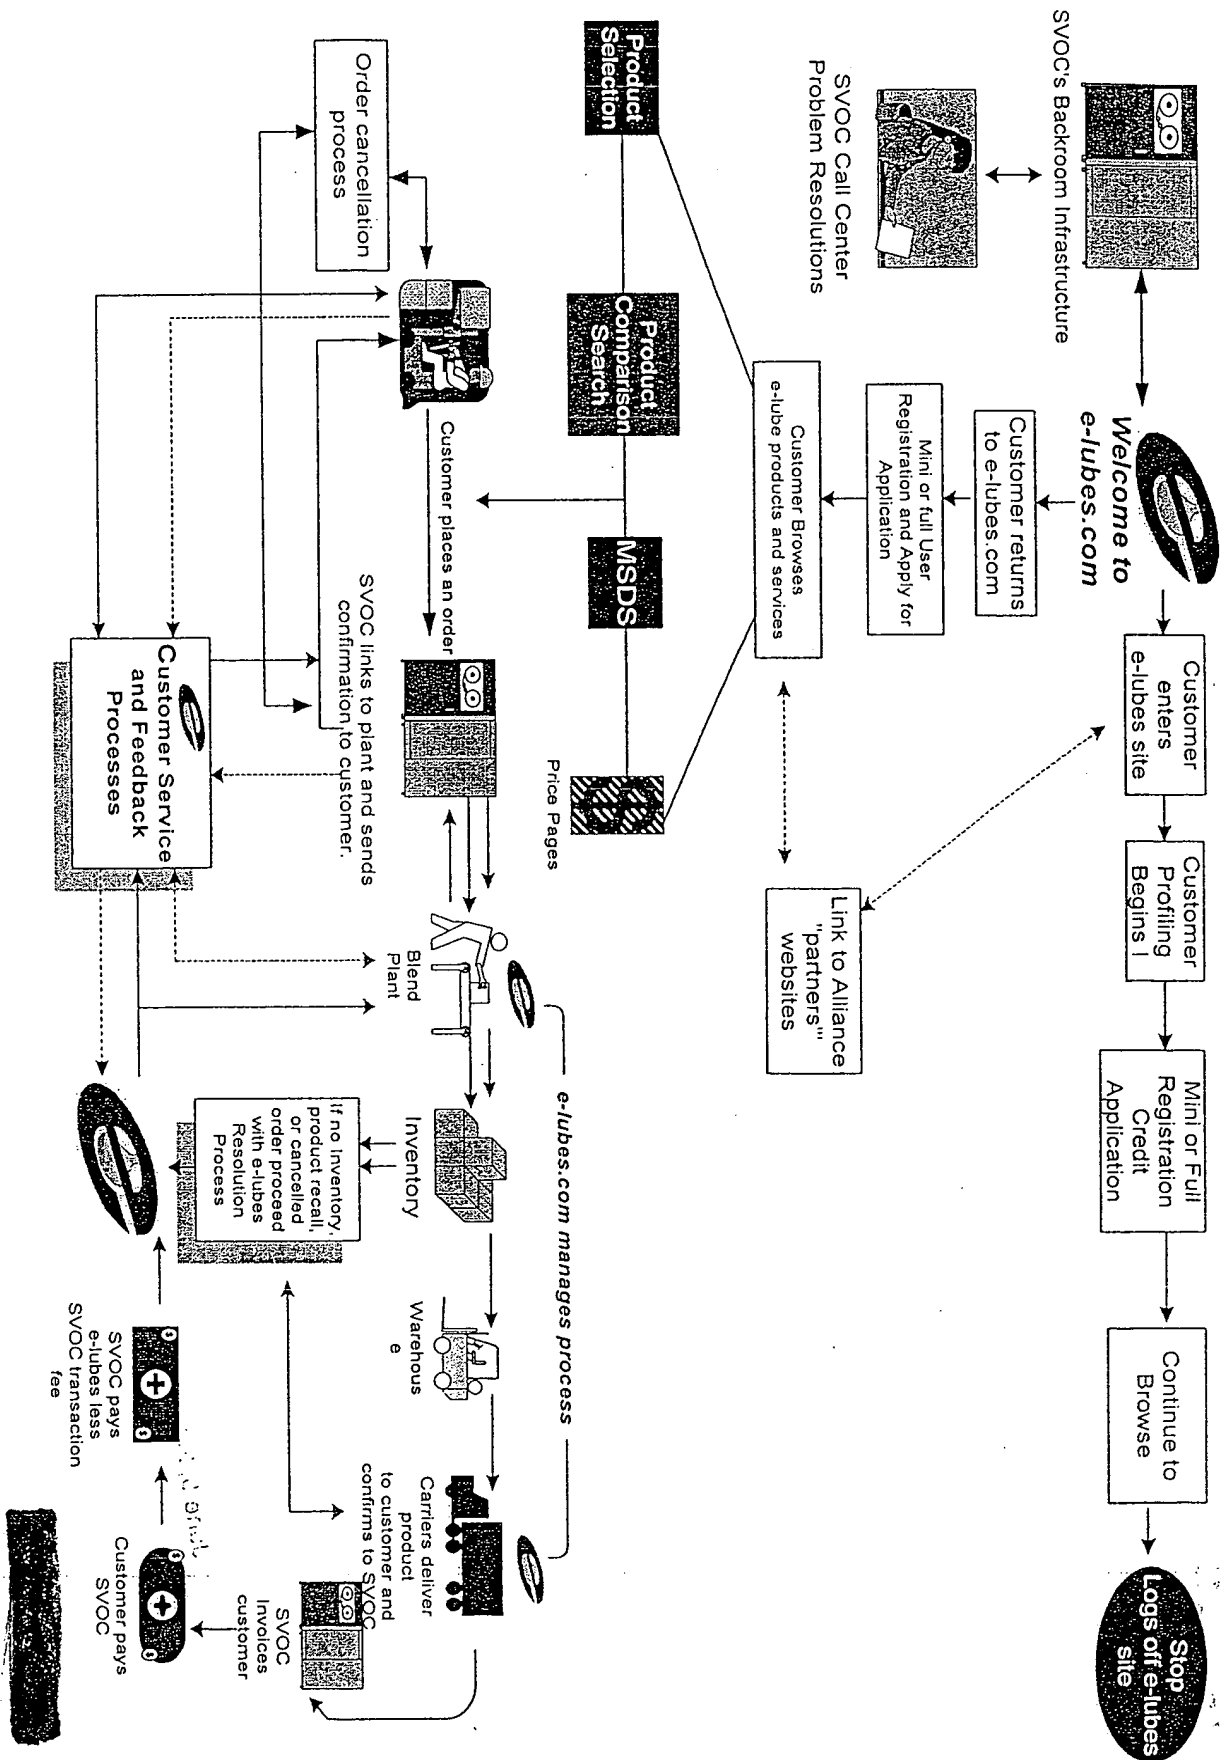 SVOC's Backroom Infrastructure
Welcome to
e-lubes.com
Customer
enters
e-lubes site
Customer
Profiling
Begins !
Mini or Full
Registration
Credit
Application
Continue to
Browse
Stop
Logs off e-lubes
site
SVOC Call Center
Problem Resolutions
Customer returns
to e-lubes.com
Mini or full User
Registration and Apply for
Application
Customer Browses
e-lube products and services
Link to Alliance
"partners'"
websites
Product
Selection
Product
Comparison
Search
MSDS
Price Pages
e-lubes.com manages process
Order cancellation
process
Customer places an order
SVOC links to plant and sends
confirmation to customer.
Blend
Plant
Inventory
Warehous
e
Carriers deliver
product
to customer and
confirms to SVOC
If no Inventory,
product recall,
or cancelled
order proceed
with e-lubes
Resolution
Process
Customer Service
and Feedback
Processes
SVOC
Invoices
customer
SVOC pays
e-lubes less
SVOC transaction
fee
Customer pays
SVOC